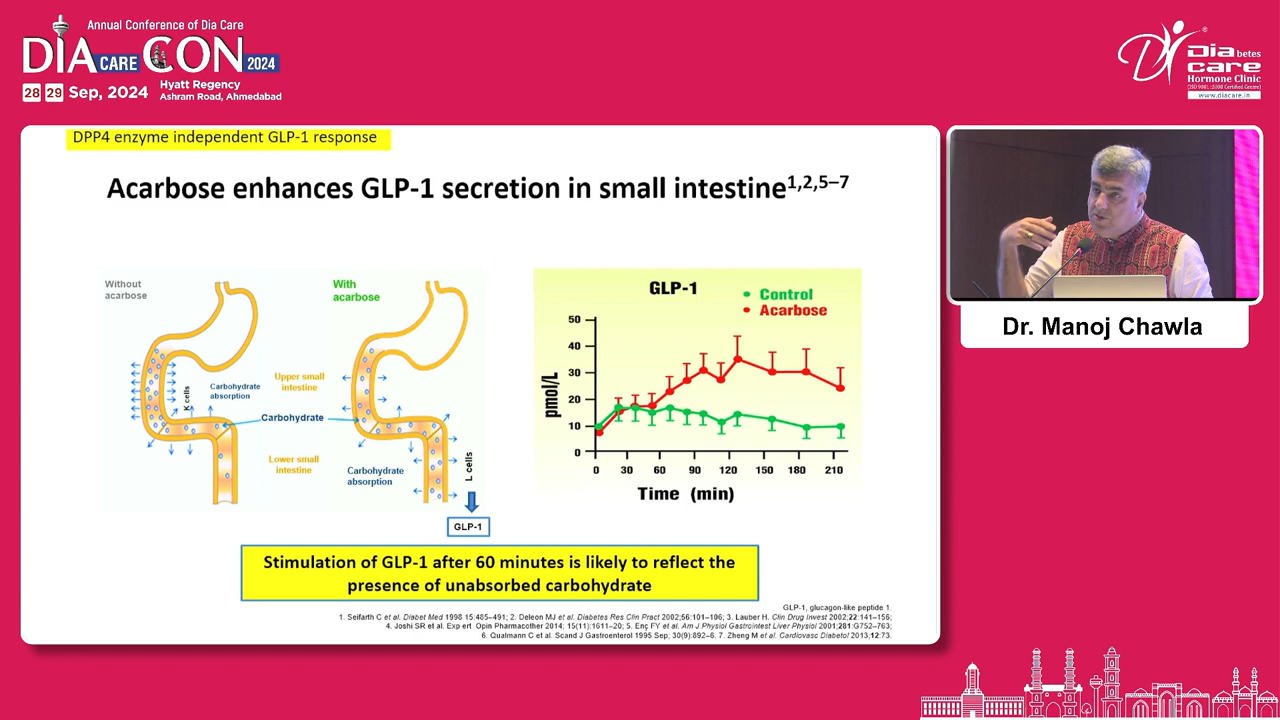 Annual Conference of Dia Care
DIA CARE CON 2024
28 29 Sep, 2024
Hyatt Regency
Ashram Road, Ahmedabad
Diabetes
care
Hormone Clinic
(ISO 9001 :2008 Certified Centre)
www.diacare.in
DPP4 enzyme independent GLP-1 response
Acarbose enhances GLP-1 secretion in small intestine1,2,5–7
Without
acarbose
With
acarbose
K cells
Carbohydrate
absorption
Upper small
intestine
Carbohydrate
Lower small
intestine
Carbohydrate
absorption
L cells
GLP-1
GLP-1
Control
Acarbose
pmol/L
50
40
30
20
10
0
0 30 60 90 120 150 180 210
Time (min)
Stimulation of GLP-1 after 60 minutes is likely to reflect the
presence of unabsorbed carbohydrate
GLP-1, glucagon-like peptide 1.
1. Seifarth C et al. Diabet Med 1998 15:485–491; 2. Deleon MJ et al. Diabetes Res Clin Pract 2002;56:101–106; 3. Lauber H. Clin Drug Invest 2002;22:141–156;
4. Joshi SR et al. Exp ert Opin Pharmacother 2014; 15(11):1611–20; 5. Enç FY et al. Am J Physiol Gastrointest Liver Physiol 2001;281:G752–763;
6. Qualmann C et al. Scand J Gastroenterol 1995 Sep; 30(9):892–6. 7. Zheng M et al. Cardiovasc Diabetol 2013;12:73.
Dr. Manoj Chawla